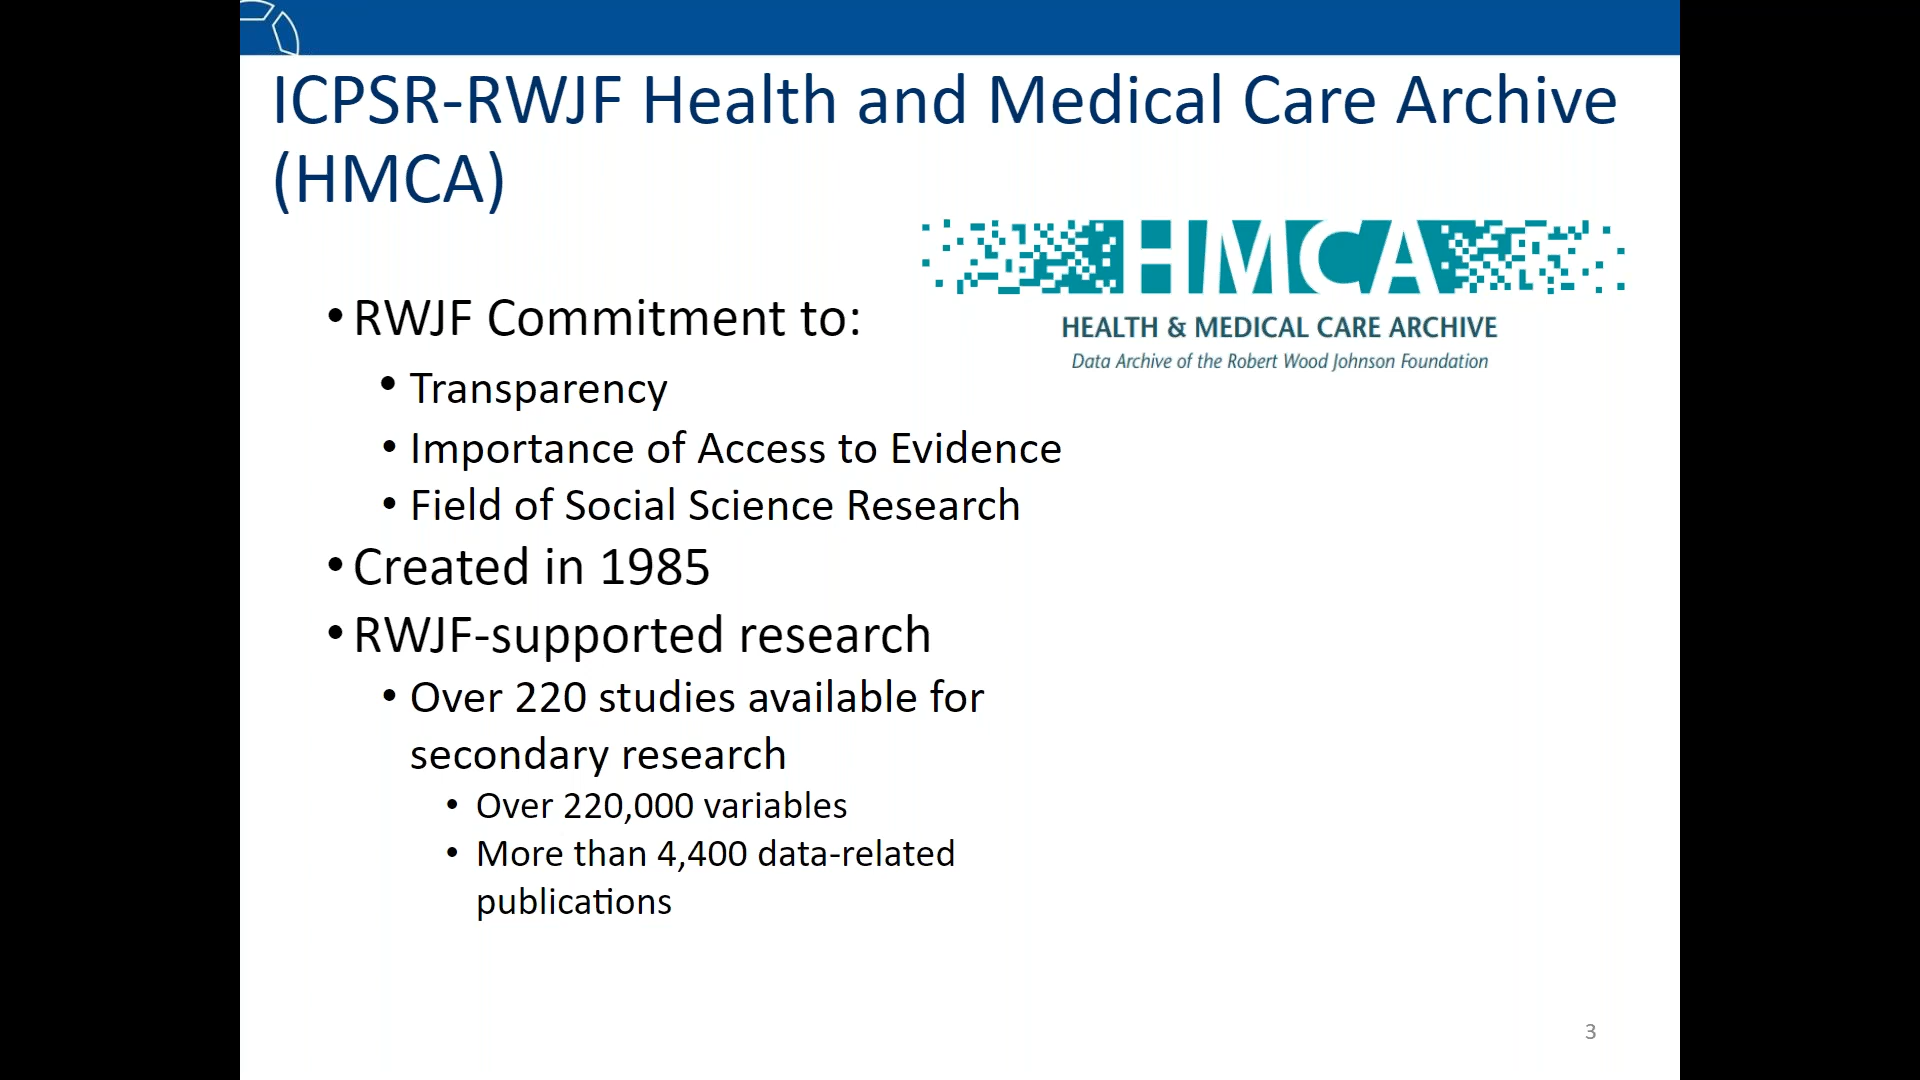 ICPSR-RWJF Health and Medical Care Archive
(HMCA)
HMCA
HEALTH & MEDICAL CARE ARCHIVE
Data Archive of the Robert Wood Johnson Foundation
• RWJF Commitment to:
• Transparency
• Importance of Access to Evidence
• Field of Social Science Research
• Created in 1985
• RWJF-supported research
• Over 220 studies available for
secondary research
• Over 220,000 variables
• More than 4,400 data-related
publications
3